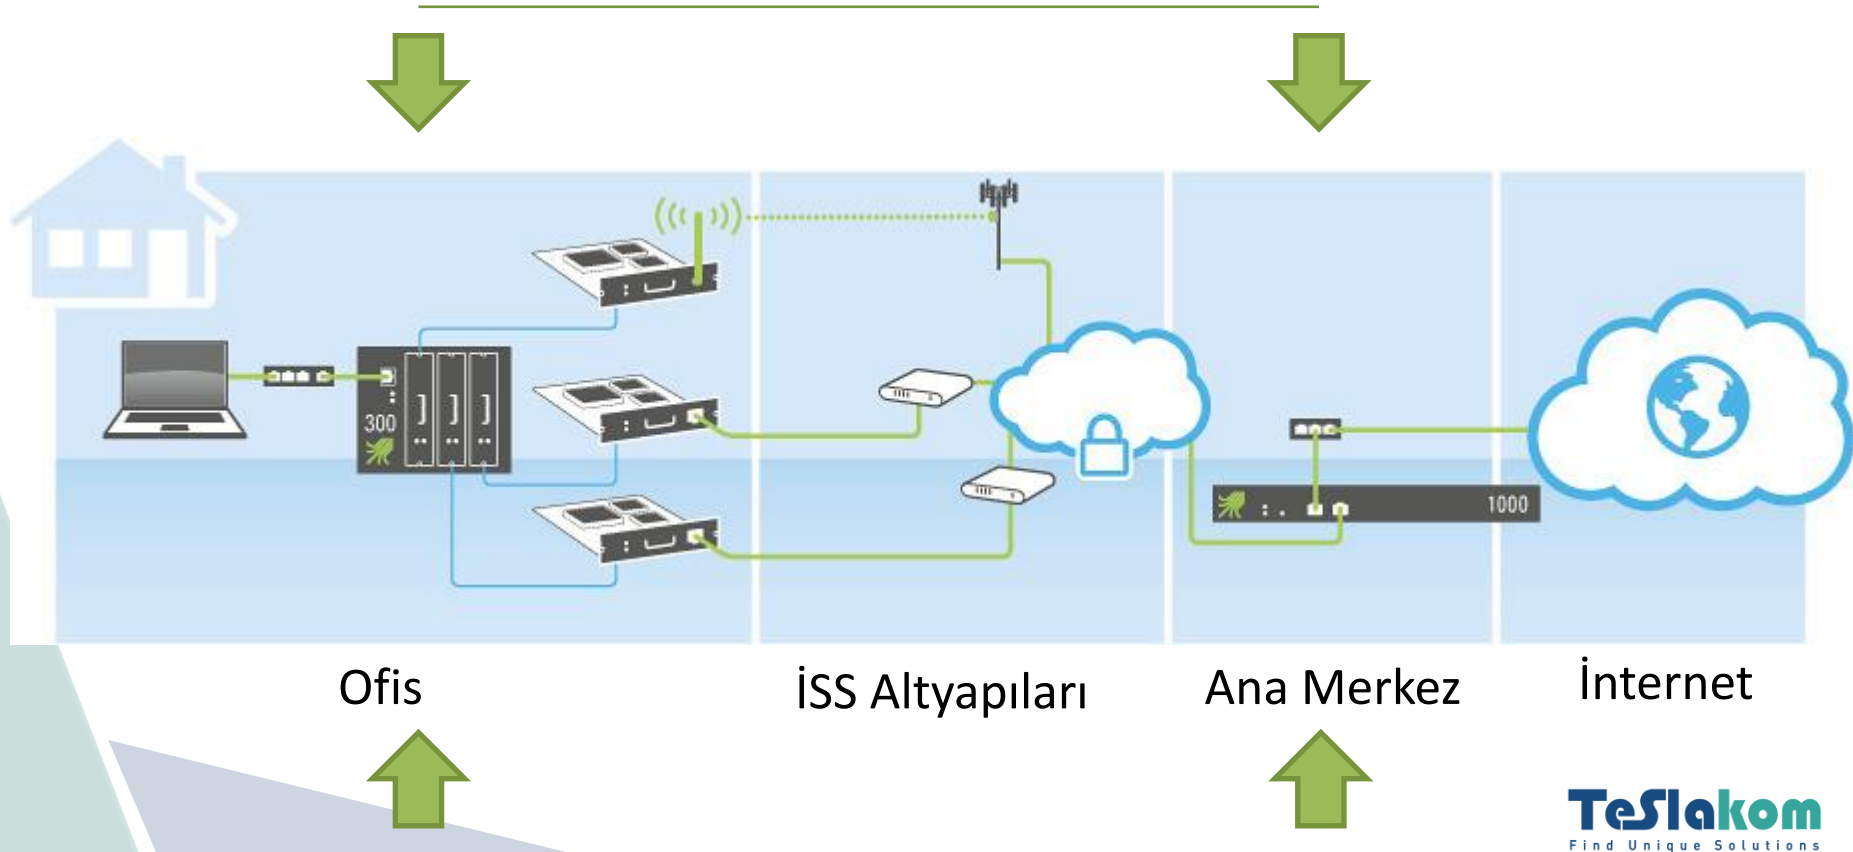 300
1000
Ofis
İSS Altyapıları
Ana Merkez
İnternet
Teslakom
Find Unique Solutions